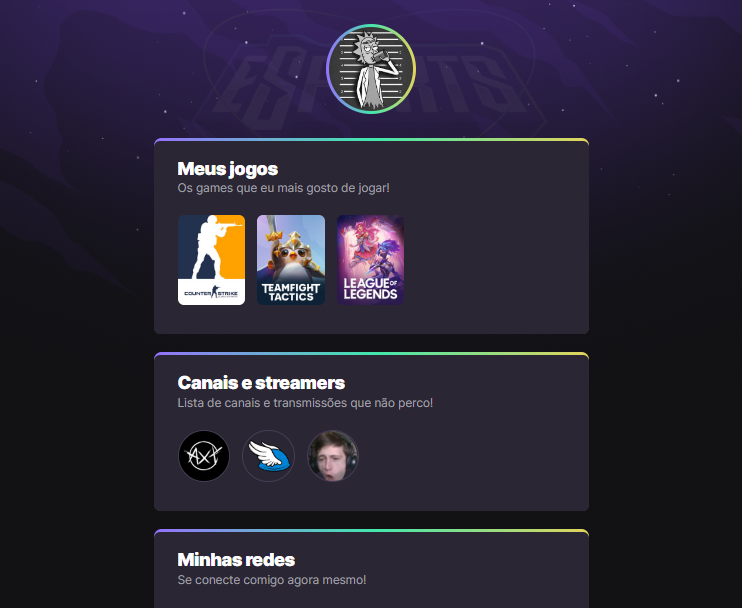 ESPORTS
Meus jogos
Os games que eu mais gosto de jogar!
COUNTER STRIKE
TEAMFIGHT
TACTICS
LEAGUE OF
LEGENDS
Canais e streamers
Lista de canais e transmissões que não perco!
AXT
Minhas redes
Se conecte comigo agora mesmo!